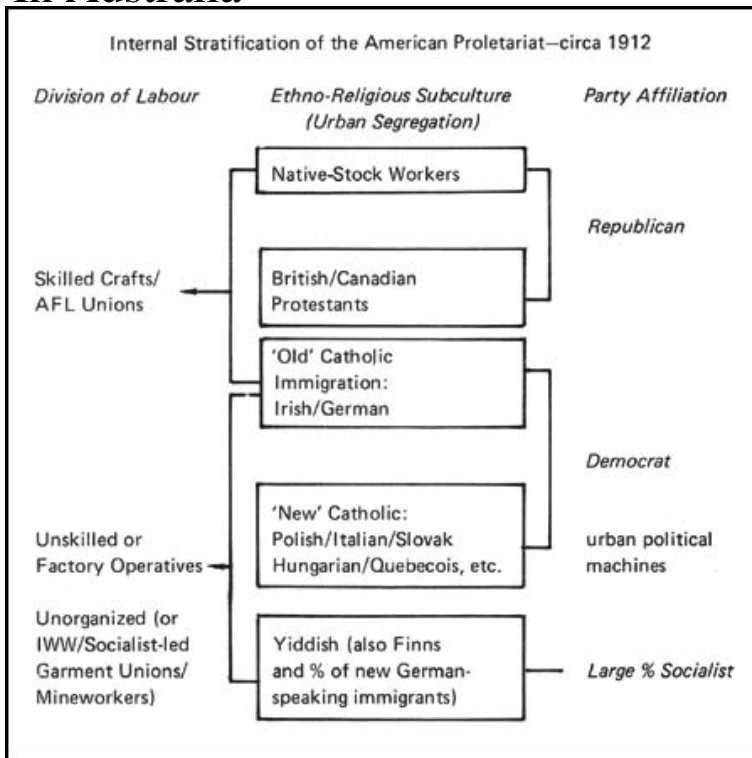 in Australia
Internal Stratification of the American Proletariat—circa 1912
Division of Labour
Ethno-Religious Subculture
(Urban Segregation)
Party Affiliation
Native-Stock Workers
Republican
Skilled Crafts/
AFL Unions
British/Canadian
Protestants
'Old' Catholic
Immigration:
Irish/German
Democrat
Unskilled or
Factory Operatives
'New' Catholic:
Polish/Italian/Slovak
Hungarian/Quebecois, etc.
urban political
machines
Unorganized (or
IWW/Socialist-led
Garment Unions/
Mineworkers)
Yiddish (also Finns
and % of new German-
speaking immigrants)
Large % Socialist